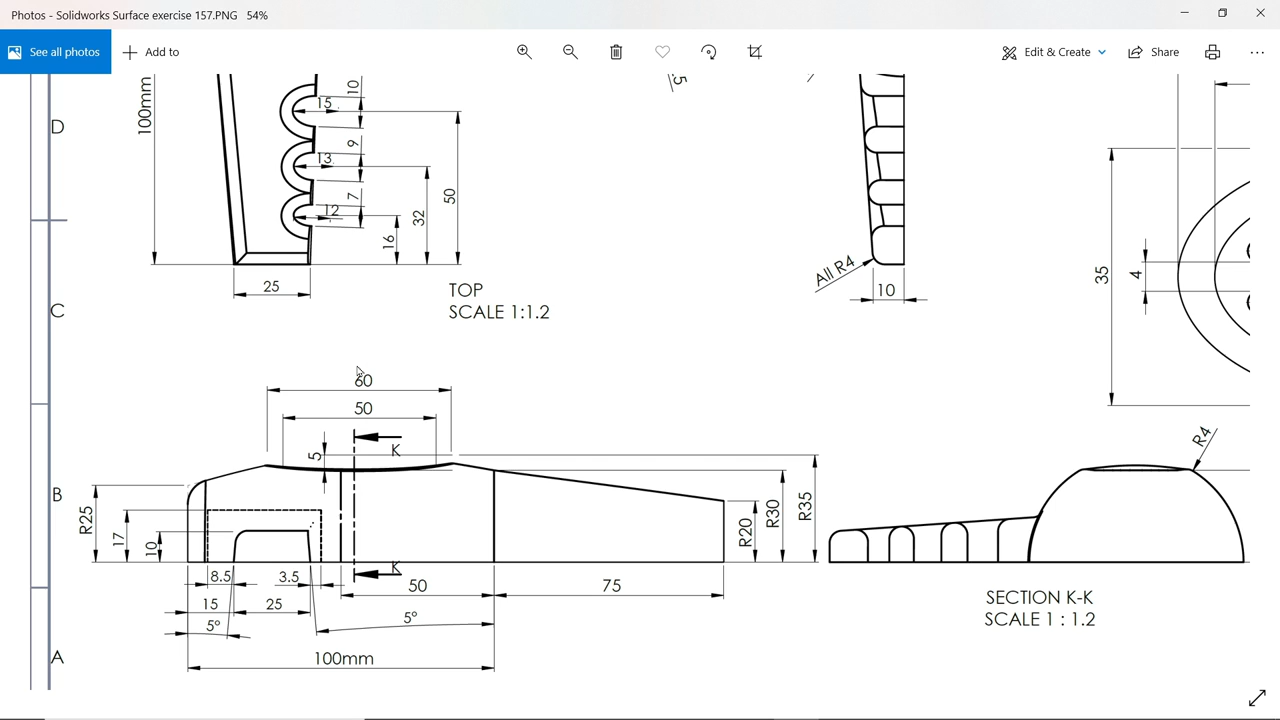 Photos - Solidworks Surface exercise 157.PNG   54%
See all photos
Add to
Edit & Create
Share
D
C
B
A
100mm
10
15
9
13
7
12
16
32
50
25
TOP
SCALE 1:1.2
.5
All R4
10
35
4
60
50
5
K
K
R25
17
10
8.5
3.5
15
25
5°
5°
50
75
100mm
R20
R30
R35
R4
SECTION K-K
SCALE 1 : 1.2